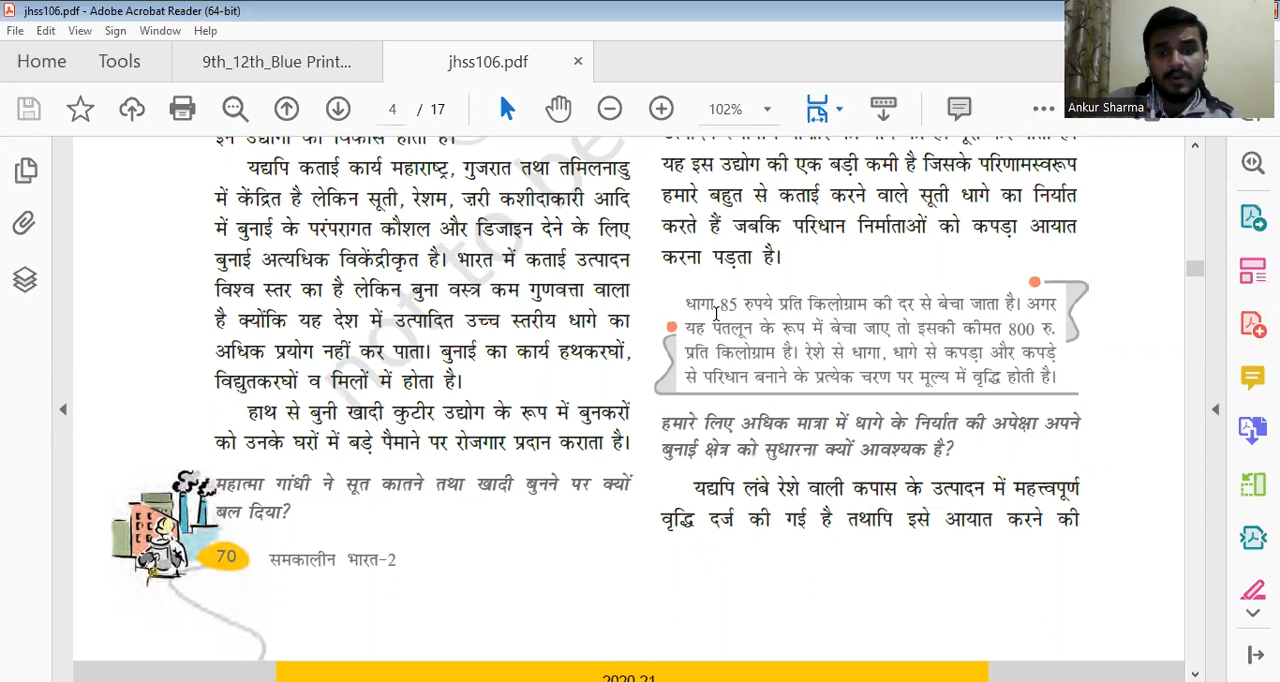 jhss106.pdf - Adobe Acrobat Reader (64-bit)
File Edit View Sign Window Help
Home Tools 9th_12th_Blue Print... jhss106.pdf ×
4 / 17 102%
Ankur Sharma
इन उद्योगों का विकास होता है।
यद्यपि कताई कार्य महाराष्ट्र, गुजरात तथा तमिलनाडु
में केंद्रित है लेकिन सूती, रेशम, ज़री कशीदाकारी आदि
में बुनाई के परंपरागत कौशल और डिजाइन देने के लिए
बुनाई अत्यधिक विकेंद्रीकृत है। भारत में कताई उत्पादन
विश्व स्तर का है लेकिन बुना वस्त्र कम गुणवत्ता वाला
है क्योंकि यह देश में उत्पादित उच्च स्तरीय धागे का
अधिक प्रयोग नहीं कर पाता। बुनाई का कार्य हथकरघों,
विद्युतकरघों व मिलों में होता है।
हाथ से बुनी खादी कुटीर उद्योग के रूप में बुनकरों
को उनके घरों में बड़े पैमाने पर रोजगार प्रदान कराता है।
महात्मा गांधी ने सूत कातने तथा खादी बुनने पर क्यों
बल दिया?
70 समकालीन भारत-2
यह इस उद्योग की एक बड़ी कमी है जिसके परिणामस्वरूप
हमारे बहुत से कताई करने वाले सूती धागे का निर्यात
करते हैं जबकि परिधान निर्माताओं को कपड़ा आयात
करना पड़ता है।
धागा 85 रुपये प्रति किलोग्राम की दर से बेचा जाता है। अगर
यह पतलून के रूप में बेचा जाए तो इसकी कीमत 800 रु.
प्रति किलोग्राम है। रेशे से धागा, धागे से कपड़ा और कपड़े
से परिधान बनाने के प्रत्येक चरण पर मूल्य में वृद्धि होती है।
हमारे लिए अधिक मात्रा में धागे के निर्यात की अपेक्षा अपने
बुनाई क्षेत्र को सुधारना क्यों आवश्यक है?
यद्यपि लंबे रेशे वाली कपास के उत्पादन में महत्त्वपूर्ण
वृद्धि दर्ज की गई है तथापि इसे आयात करने की
not to be
2020-21